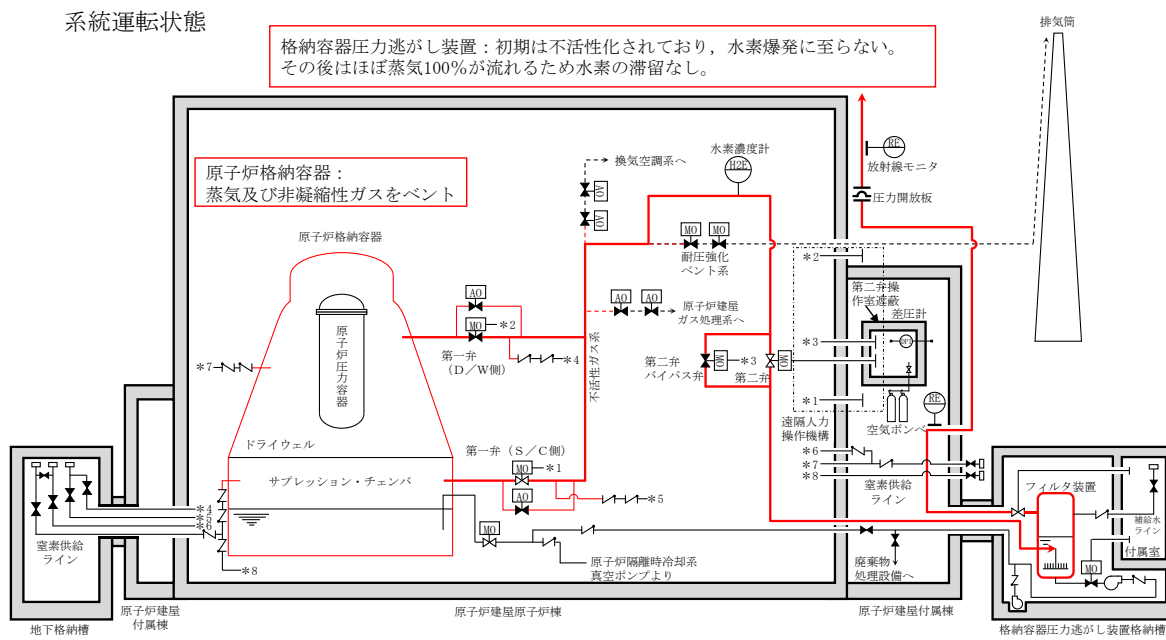 系統運転状態
格納容器圧力逃がし装置：初期は不活性化されており，水素爆発に至らない。
その後はほぼ蒸気100％が流れるため水素の滞留なし。
排気筒
原子炉格納容器：
蒸気及び非凝縮性ガスをベント
換気空調系へ
AO
AO
水素濃度計
H2E
RE
放射線モニタ
圧力開放板
原子炉格納容器
原子炉圧力容器
MO
MO
耐圧強化
ベント系
＊2
AO
MO
＊2
第一弁
（D／W側）
＊4
AO
AO
原子炉建屋
ガス処理系へ
不活性ガス系
第二弁操
作室遮蔽
差圧計
DPI
＊3
MO
＊3
第二弁
バイパス弁
MO
第二弁
＊7
＊1
遠隔人力
操作機構
RE
空気ボンベ
ドライウェル
サプレッション・チェンバ
第一弁（S／C側）
MO
＊1
AO
＊5
＊6
＊7
＊8
窒素供給
ライン
フィルタ装置
補給水
ライン
付属室
MO
＊4
＊5
＊6
窒素供給
ライン
＊8
MO
原子炉隔離時冷却系
真空ポンプより
廃棄物
処理設備へ
地下格納槽
原子炉建屋
付属棟
原子炉建屋原子炉棟
原子炉建屋付属棟
格納容器圧力逃がし装置格納槽